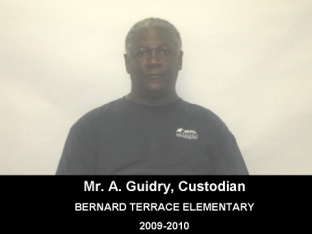 Mr. A. Guidry, Custodian
BERNARD TERRACE ELEMENTARY
2009-2010